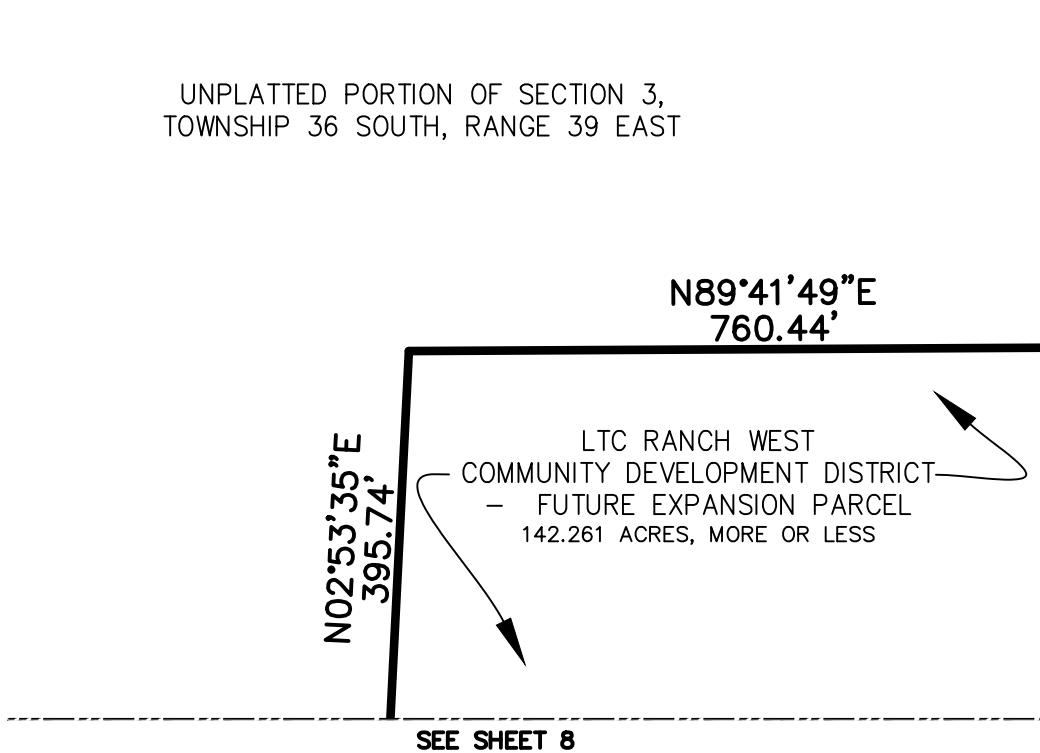 UNPLATTED PORTION OF SECTION 3,
TOWNSHIP 36 SOUTH, RANGE 39 EAST
N89°41'49"E
760.44'
N02°53'35"E
395.74'
LTC RANCH WEST
COMMUNITY DEVELOPMENT DISTRICT
- FUTURE EXPANSION PARCEL
142.261 ACRES, MORE OR LESS
SEE SHEET 8